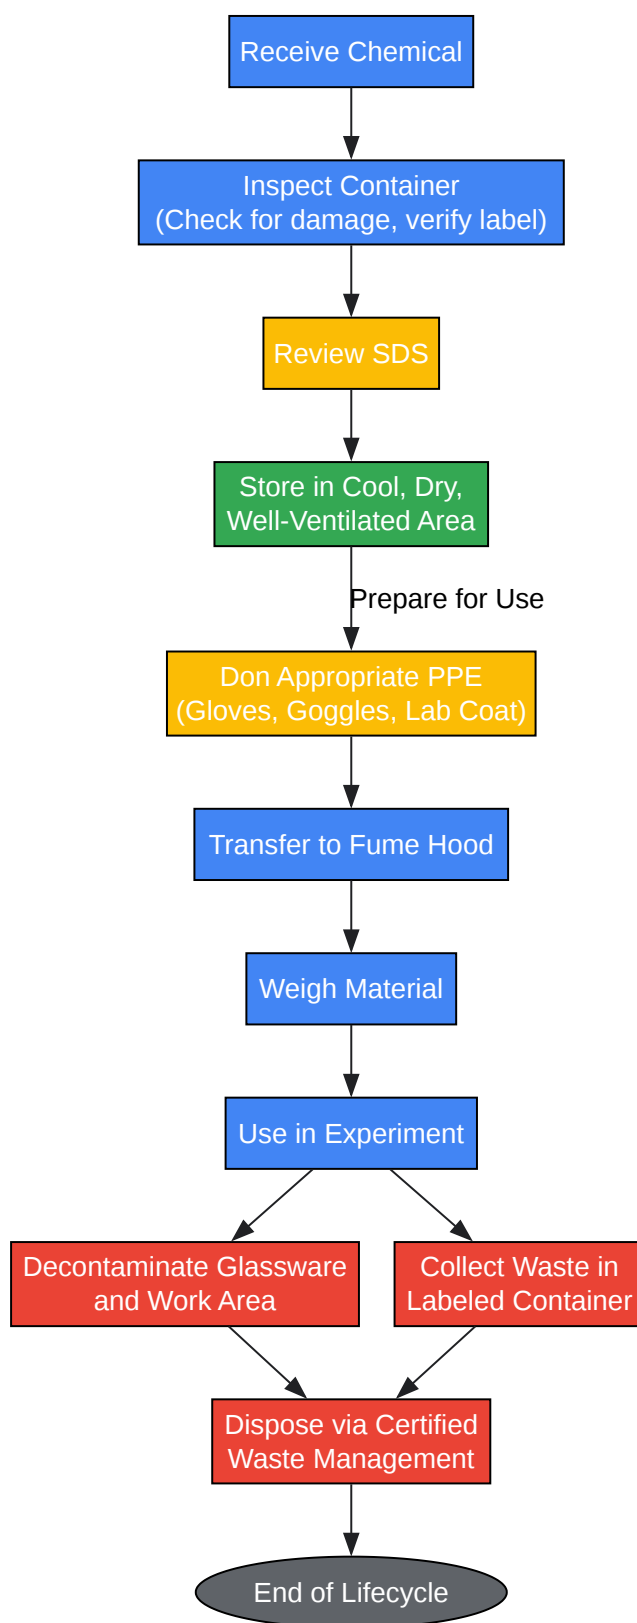 Receive Chemical
Inspect Container
(Check for damage, verify label)
Review SDS
Store in Cool, Dry,
Well-Ventilated Area
Prepare for Use
Don Appropriate PPE
(Gloves, Goggles, Lab Coat)
Transfer to Fume Hood
Weigh Material
Use in Experiment
Decontaminate Glassware
and Work Area
Collect Waste in
Labeled Container
Dispose via Certified
Waste Management
End of Lifecycle